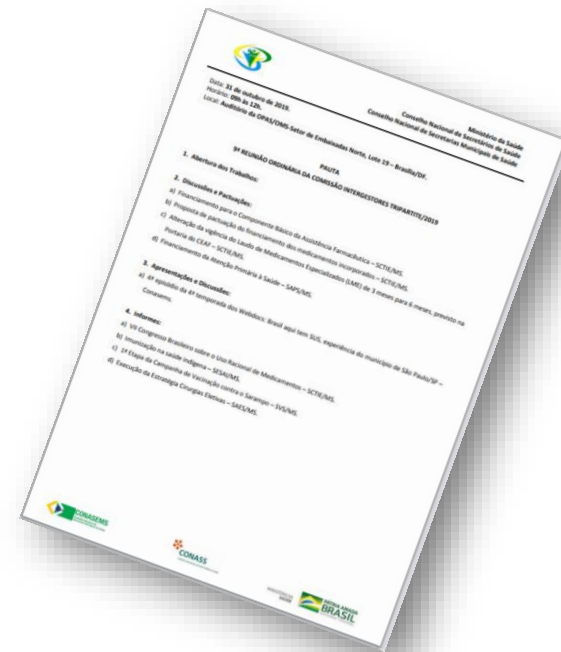 Ministério da Saúde
Conselho Nacional de Secretários de Saúde
Conselho Nacional de Secretarias Municipais de Saúde
Data: 31 de outubro de 2019.
Horário: 09h às 12h.
Local: Auditório da OPAS/OMS-Setor de Embaixadas Norte, Lote 19 – Brasília/DF.
PAUTA
9ª REUNIÃO ORDINÁRIA DA COMISSÃO INTERGESTORES TRIPARTITE/2019
1. Abertura dos Trabalhos:
2. Discussões e Pactuações:
a) Financiamento para o Componente Básico da Assistência Farmacêutica – SCTIE/MS.
b) Proposta de pactuação do financiamento dos medicamentos incorporados – SCTIE/MS.
c) Alteração da vigência do Laudo de Medicamentos Especializados (LME) de 3 meses para 6 meses, previsto na
Portaria do CEAF – SCTIE/MS.
d) Financiamento da Atenção Primária à Saúde – SAPS/MS.
3. Apresentações e Discussões:
a) 6º episódio da 4ª temporada dos Webdocs: Brasil aqui tem SUS, experiência do município de São Paulo/SP –
Conasems.
4. Informes:
a) VII Congresso Brasileiro sobre o Uso Racional de Medicamentos – SCTIE/MS.
b) Imunização na saúde indígena – SESAI/MS.
c) 1ª Etapa da Campanha de Vacinação contra o Sarampo – SVS/MS.
d) Execução da Estratégia Cirurgias Eletivas – SAES/MS.
CONASEMS
CONASS
MINISTÉRIO DA
SAÚDE
PÁTRIA AMADA
BRASIL